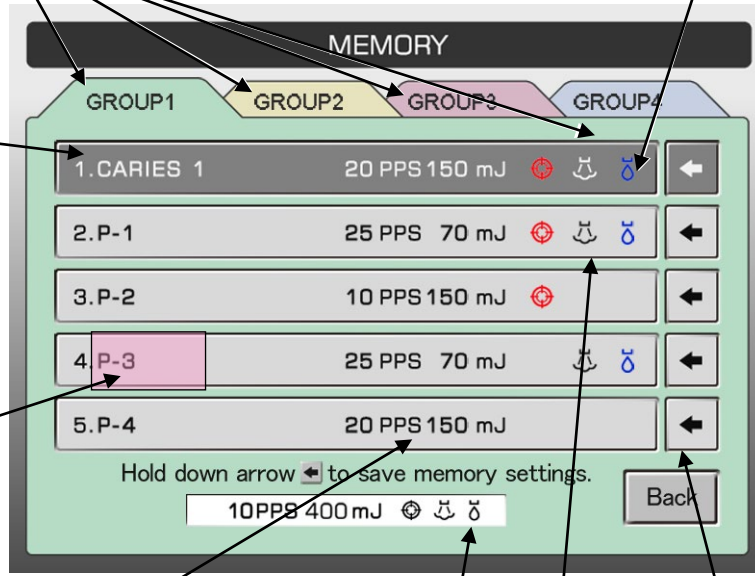 MEMORY
GROUP1 GROUP2 GROUP3 GROUP4
1.CARIES 1 20 PPS 150 mJ
2.P-1 25 PPS 70 mJ
3.P-2 10 PPS 150 mJ
4.P-3 25 PPS 70 mJ
5.P-4 20 PPS 150 mJ
Hold down arrow to save memory settings.
Back
10PPS 400 mJ